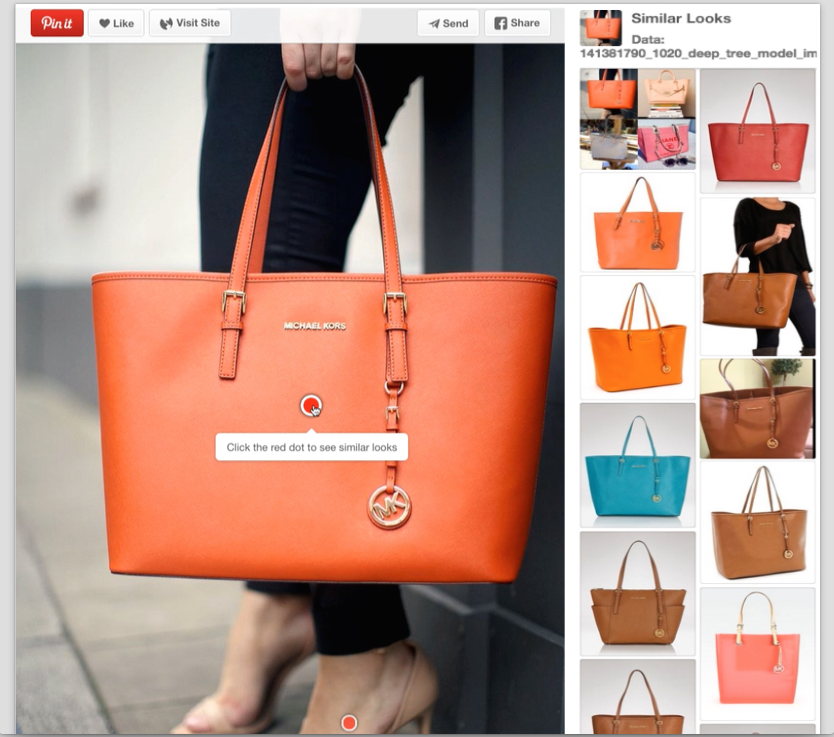 Pin it
Like
Visit Site
Send
Share
MICHAEL KORS
Click the red dot to see similar looks
MK
Similar Looks
Data:
141381790_1020_deep_tree_model_im